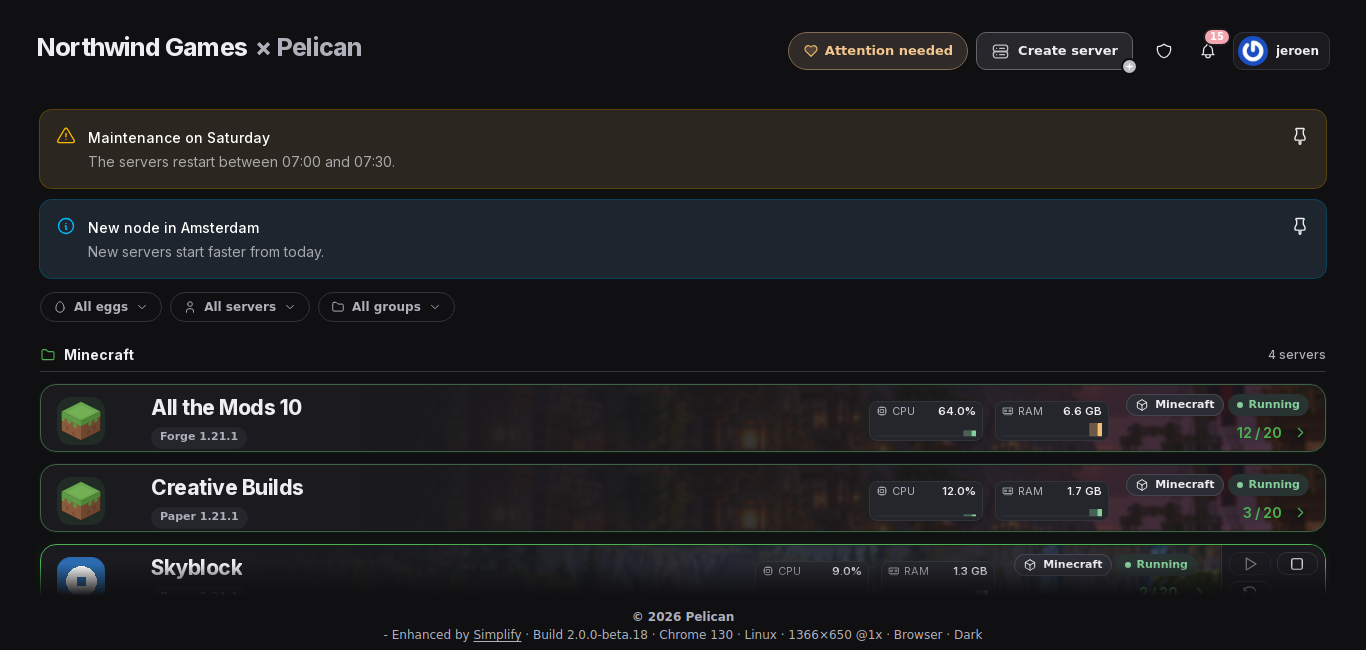 Northwind Games × Pelican
Attention needed
Create server
15
jeroen
Maintenance on Saturday
The servers restart between 07:00 and 07:30.
New node in Amsterdam
New servers start faster from today.
All eggs
All servers
All groups
Minecraft
4 servers
All the Mods 10
Forge 1.21.1
CPU 64.0%
RAM 6.6 GB
Minecraft
Running
12 / 20
Creative Builds
Paper 1.21.1
CPU 12.0%
RAM 1.7 GB
Minecraft
Running
3 / 20
Skyblock
CPU 9.0%
RAM 1.3 GB
Minecraft
Running
© 2026 Pelican
- Enhanced by Simplify · Build 2.0.0-beta.18 · Chrome 130 · Linux · 1366×650 @1x · Browser · Dark